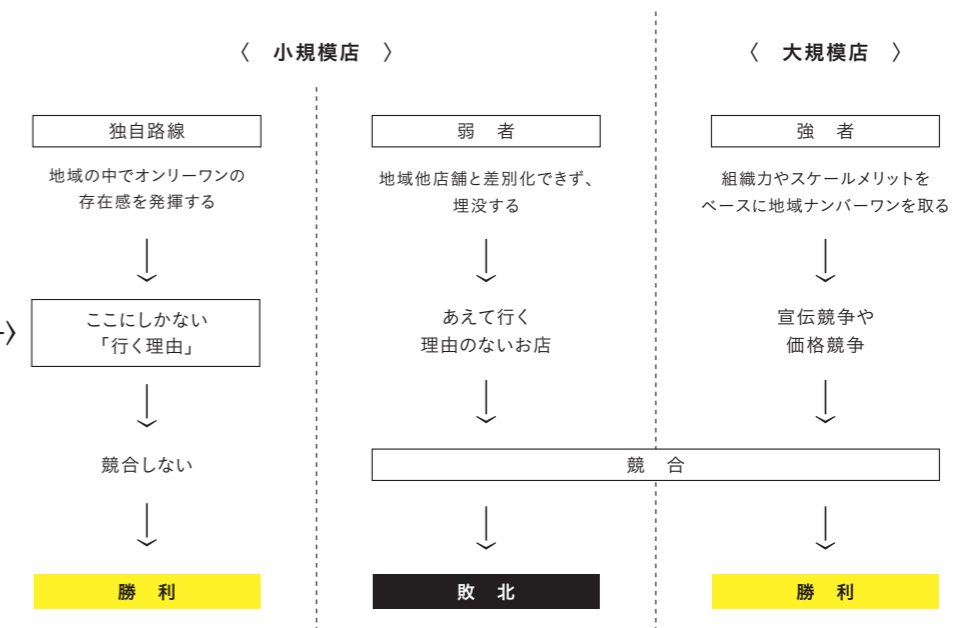 〈 小規模店 〉
〈 大規模店 〉
独自路線
地域の中でオンリーワンの
存在感を発揮する
ここにしかない
「行く理由」
競合しない
勝 利
弱 者
地域他店舗と差別化できず、
埋没する
あえて行く
理由のないお店
競 合
敗 北
強 者
組織力やスケールメリットを
ベースに地域ナンバーワンを取る
宣伝競争や
価格競争
勝 利